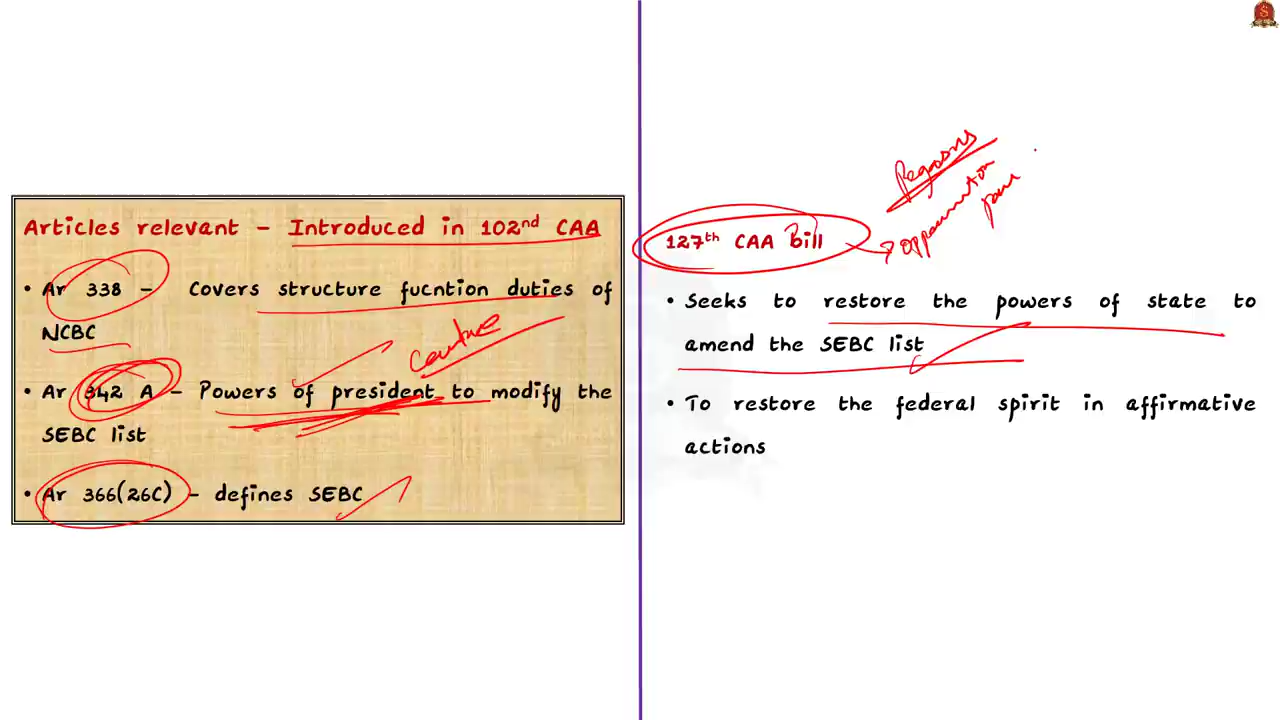 Articles relevant – Introduced in 102nd CAA
• Ar 338 – Covers structure fucntion duties of
NCBC
centre
• Ar 342 A – Powers of president to modify the
SEBC list
• Ar 366(26C) – defines SEBC
Pegasus
127th CAA Bill
• Seeks to restore the powers of state to
amend the SEBC list
• To restore the federal spirit in affirmative
actions